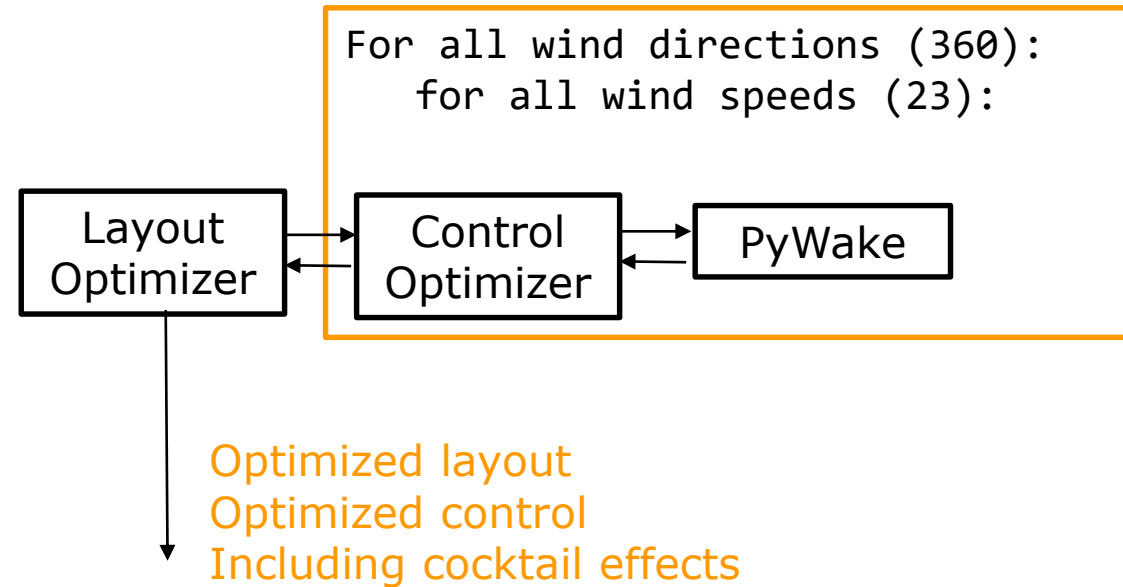 For all wind directions (360):
for all wind speeds (23):
Layout
Optimizer
Control
Optimizer
PyWake
Optimized layout
Optimized control
Including cocktail effects